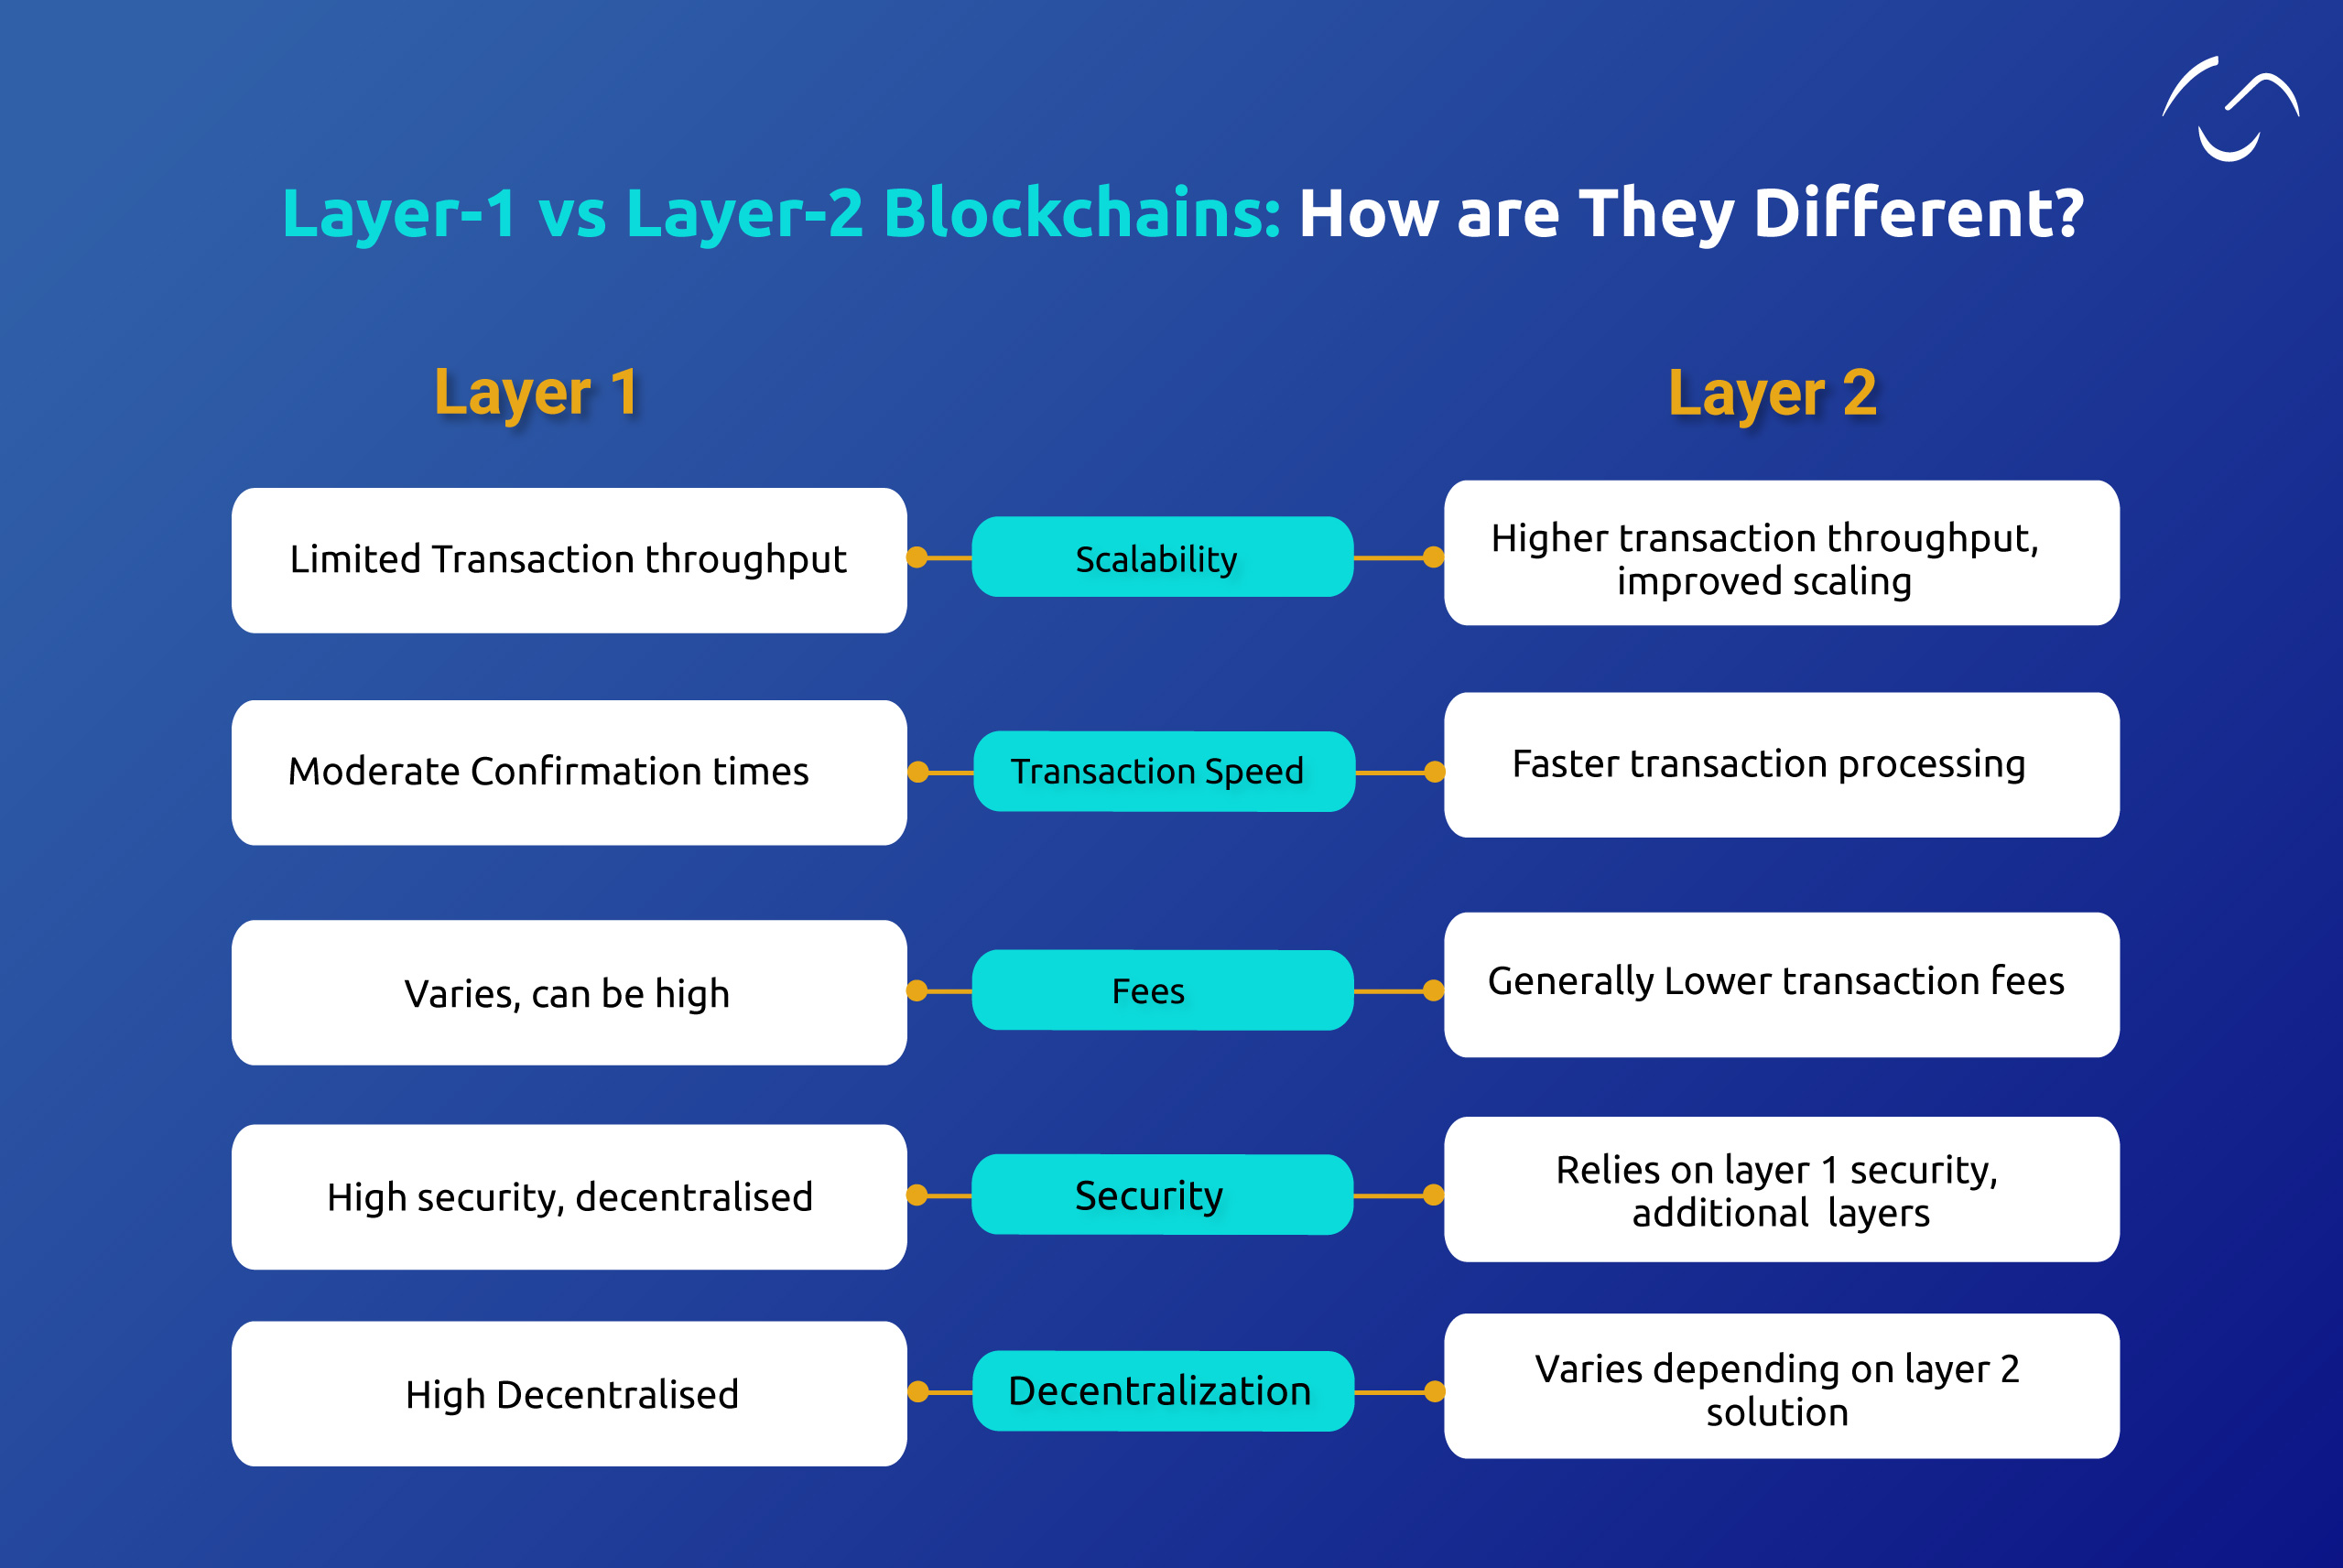 Layer-1 vs Layer-2 Blockchains: How are They Different?
Layer 1
Layer 2
Limited Transaction throughput
Scalability
Higher transaction throughput,
improved scaling
Moderate Confirmation times
Transaction Speed
Faster transaction processing
Varies, can be high
Fees
Generally Lower transaction fees
High security, decentralised
Security
Relies on layer 1 security,
additional  layers
High Decentralised
Decentralization
Varies depending on layer 2
solution